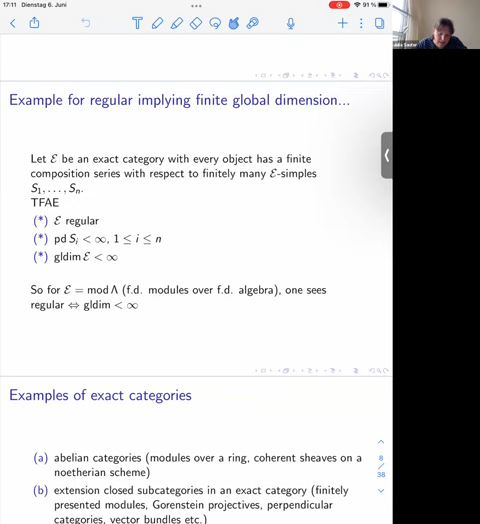 17:11 Dienstag 6. Juni
91 %
Example for regular implying finite global dimension...
Let ℰ be an exact category with every object has a finite
composition series with respect to finitely many ℰ-simples
S₁, . . . , Sₙ.
TFAE
(*) ℰ regular
(*) pd Sᵢ < ∞, 1 ≤ i ≤ n
(*) gldim ℰ < ∞
So for ℰ = mod Λ (f.d. modules over f.d. algebra), one sees
regular ⇔ gldim < ∞
Examples of exact categories
(a) abelian categories (modules over a ring, coherent sheaves on a
noetherian scheme)
(b) extension closed subcategories in an exact category (finitely
presented modules, Gorenstein projectives, perpendicular
categories, vector bundles etc.)
8
/
38